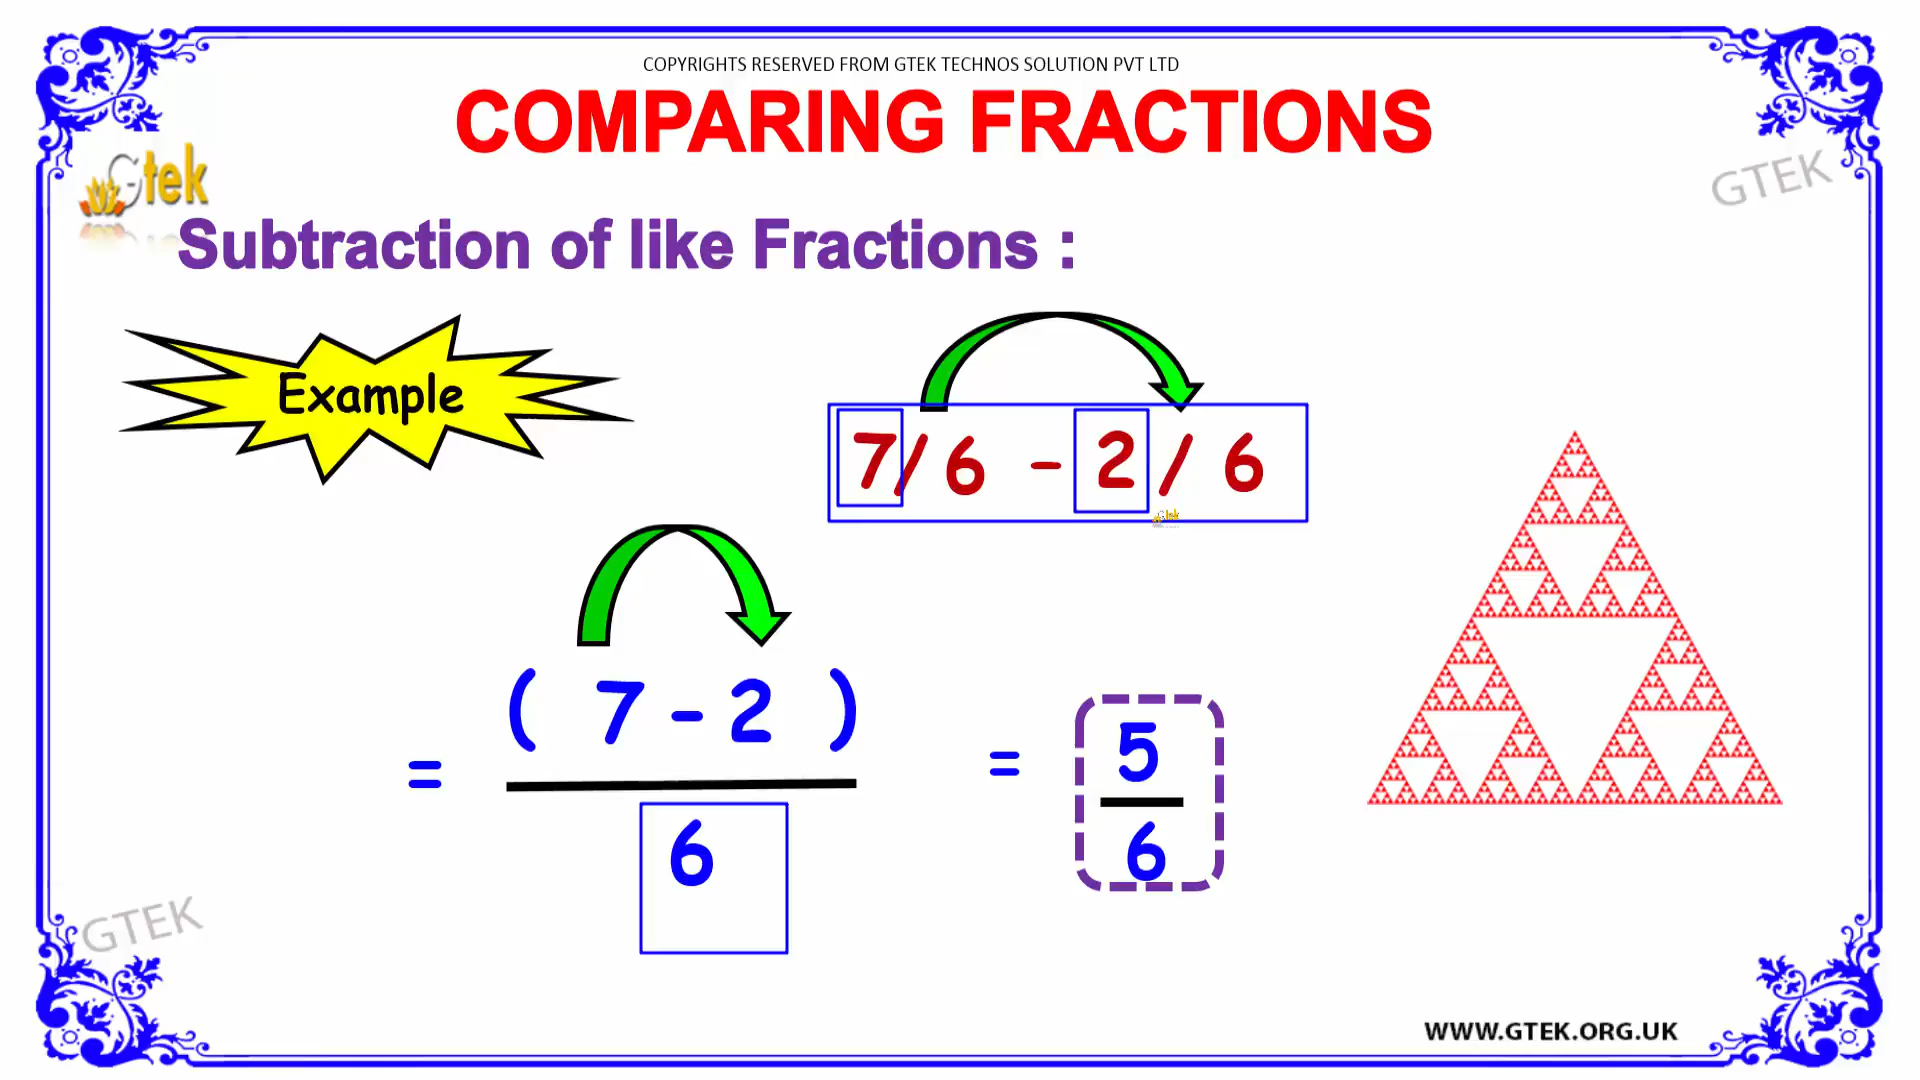 COPYRIGHTS RESERVED FROM GTEK TECHNOS SOLUTION PVT LTD
COMPARING FRACTIONS
Gtek
GTEK
Subtraction of like Fractions :
Example
7/6 - 2/ 6
Gtek
( 7 - 2 )
=
6
=
5
6
GTEK
WWW.GTEK.ORG.UK